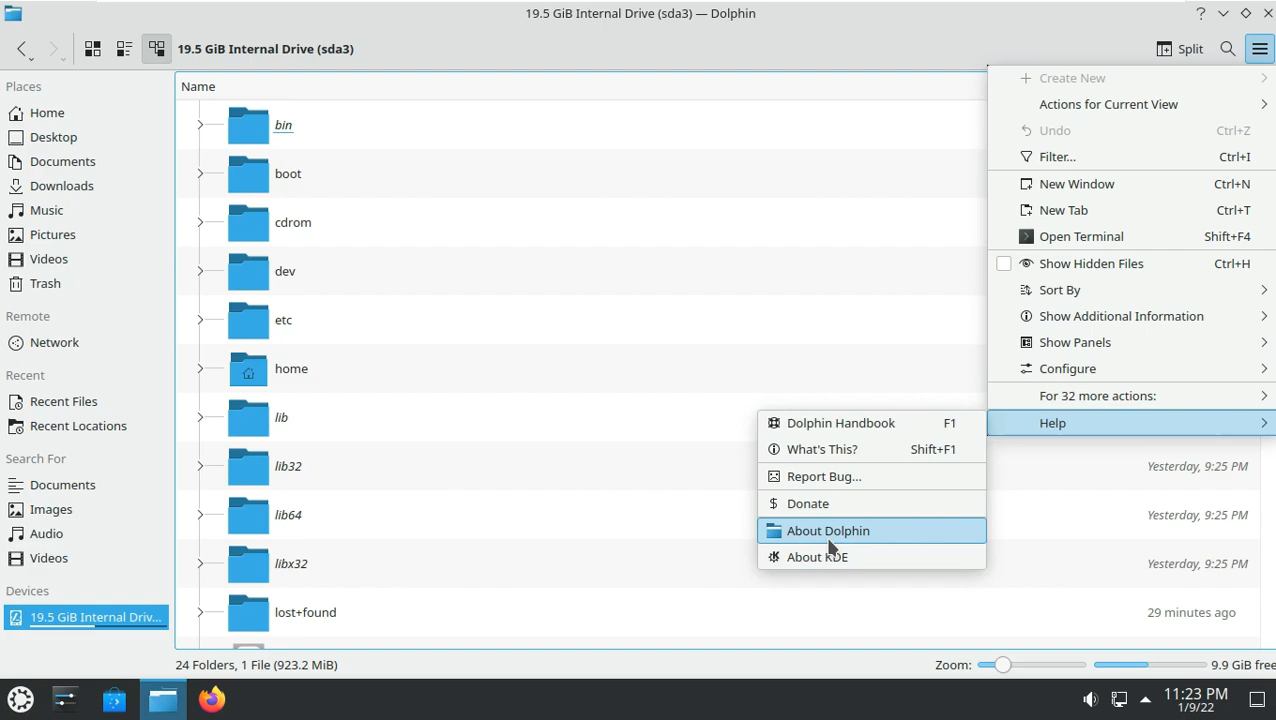 19.5 GiB Internal Drive (sda3) — Dolphin
19.5 GiB Internal Drive (sda3)
Split
Places
Home
Desktop
Documents
Downloads
Music
Pictures
Videos
Trash
Remote
Network
Recent
Recent Files
Recent Locations
Search For
Documents
Images
Audio
Videos
Devices
19.5 GiB Internal Driv...
Name
bin
boot
cdrom
dev
etc
home
lib
lib32
Yesterday, 9:25 PM
lib64
Yesterday, 9:25 PM
libx32
Yesterday, 9:25 PM
lost+found
29 minutes ago
Create New
Actions for Current View
Undo Ctrl+Z
Filter... Ctrl+I
New Window Ctrl+N
New Tab Ctrl+T
Open Terminal Shift+F4
Show Hidden Files Ctrl+H
Sort By
Show Additional Information
Show Panels
Configure
For 32 more actions:
Help
Dolphin Handbook F1
What's This? Shift+F1
Report Bug...
Donate
About Dolphin
About KDE
24 Folders, 1 File (923.2 MiB)
Zoom:
9.9 GiB free
11:23 PM
1/9/22